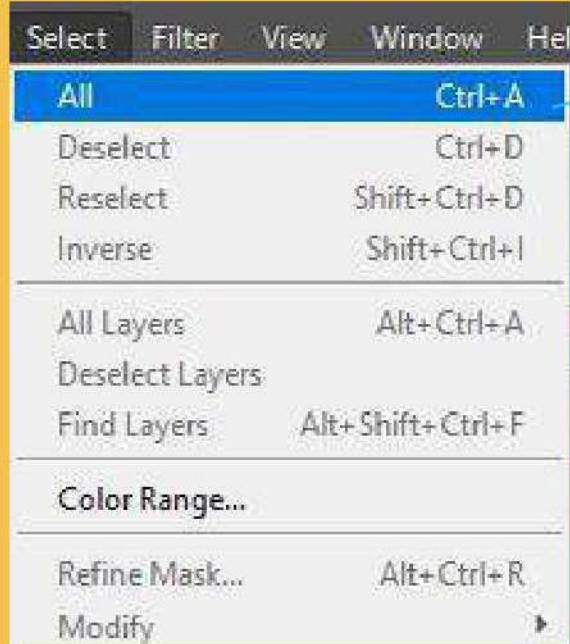 Select Filter View Window Hel
All Ctrl+A
Deselect Ctrl+D
Reselect Shift+Ctrl+D
Inverse Shift+Ctrl+I
All Layers Alt+Ctrl+A
Deselect Layers
Find Layers Alt+Shift+Ctrl+F
Color Range...
Refine Mask... Alt+Ctrl+R
Modify